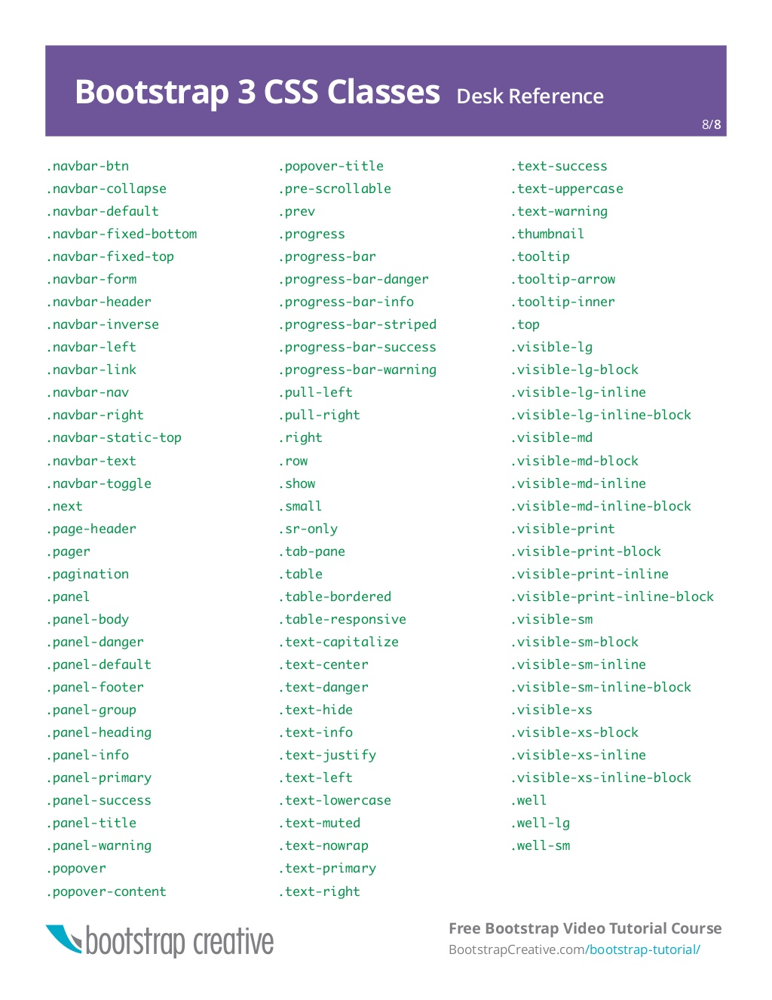 Bootstrap 3 CSS Classes Desk Reference
8/8
.navbar-btn
.navbar-collapse
.navbar-default
.navbar-fixed-bottom
.navbar-fixed-top
.navbar-form
.navbar-header
.navbar-inverse
.navbar-left
.navbar-link
.navbar-nav
.navbar-right
.navbar-static-top
.navbar-text
.navbar-toggle
.next
.page-header
.pager
.pagination
.panel
.panel-body
.panel-danger
.panel-default
.panel-footer
.panel-group
.panel-heading
.panel-info
.panel-primary
.panel-success
.panel-title
.panel-warning
.popover
.popover-content
.popover-title
.pre-scrollable
.prev
.progress
.progress-bar
.progress-bar-danger
.progress-bar-info
.progress-bar-striped
.progress-bar-success
.progress-bar-warning
.pull-left
.pull-right
.right
.row
.show
.small
.sr-only
.tab-pane
.table
.table-bordered
.table-responsive
.text-capitalize
.text-center
.text-danger
.text-hide
.text-info
.text-justify
.text-left
.text-lowercase
.text-muted
.text-nowrap
.text-primary
.text-right
.text-success
.text-uppercase
.text-warning
.thumbnail
.tooltip
.tooltip-arrow
.tooltip-inner
.top
.visible-lg
.visible-lg-block
.visible-lg-inline
.visible-lg-inline-block
.visible-md
.visible-md-block
.visible-md-inline
.visible-md-inline-block
.visible-print
.visible-print-block
.visible-print-inline
.visible-print-inline-block
.visible-sm
.visible-sm-block
.visible-sm-inline
.visible-sm-inline-block
.visible-xs
.visible-xs-block
.visible-xs-inline
.visible-xs-inline-block
.well
.well-lg
.well-sm
bootstrap creative
Free Bootstrap Video Tutorial Course
BootstrapCreative.com/bootstrap-tutorial/